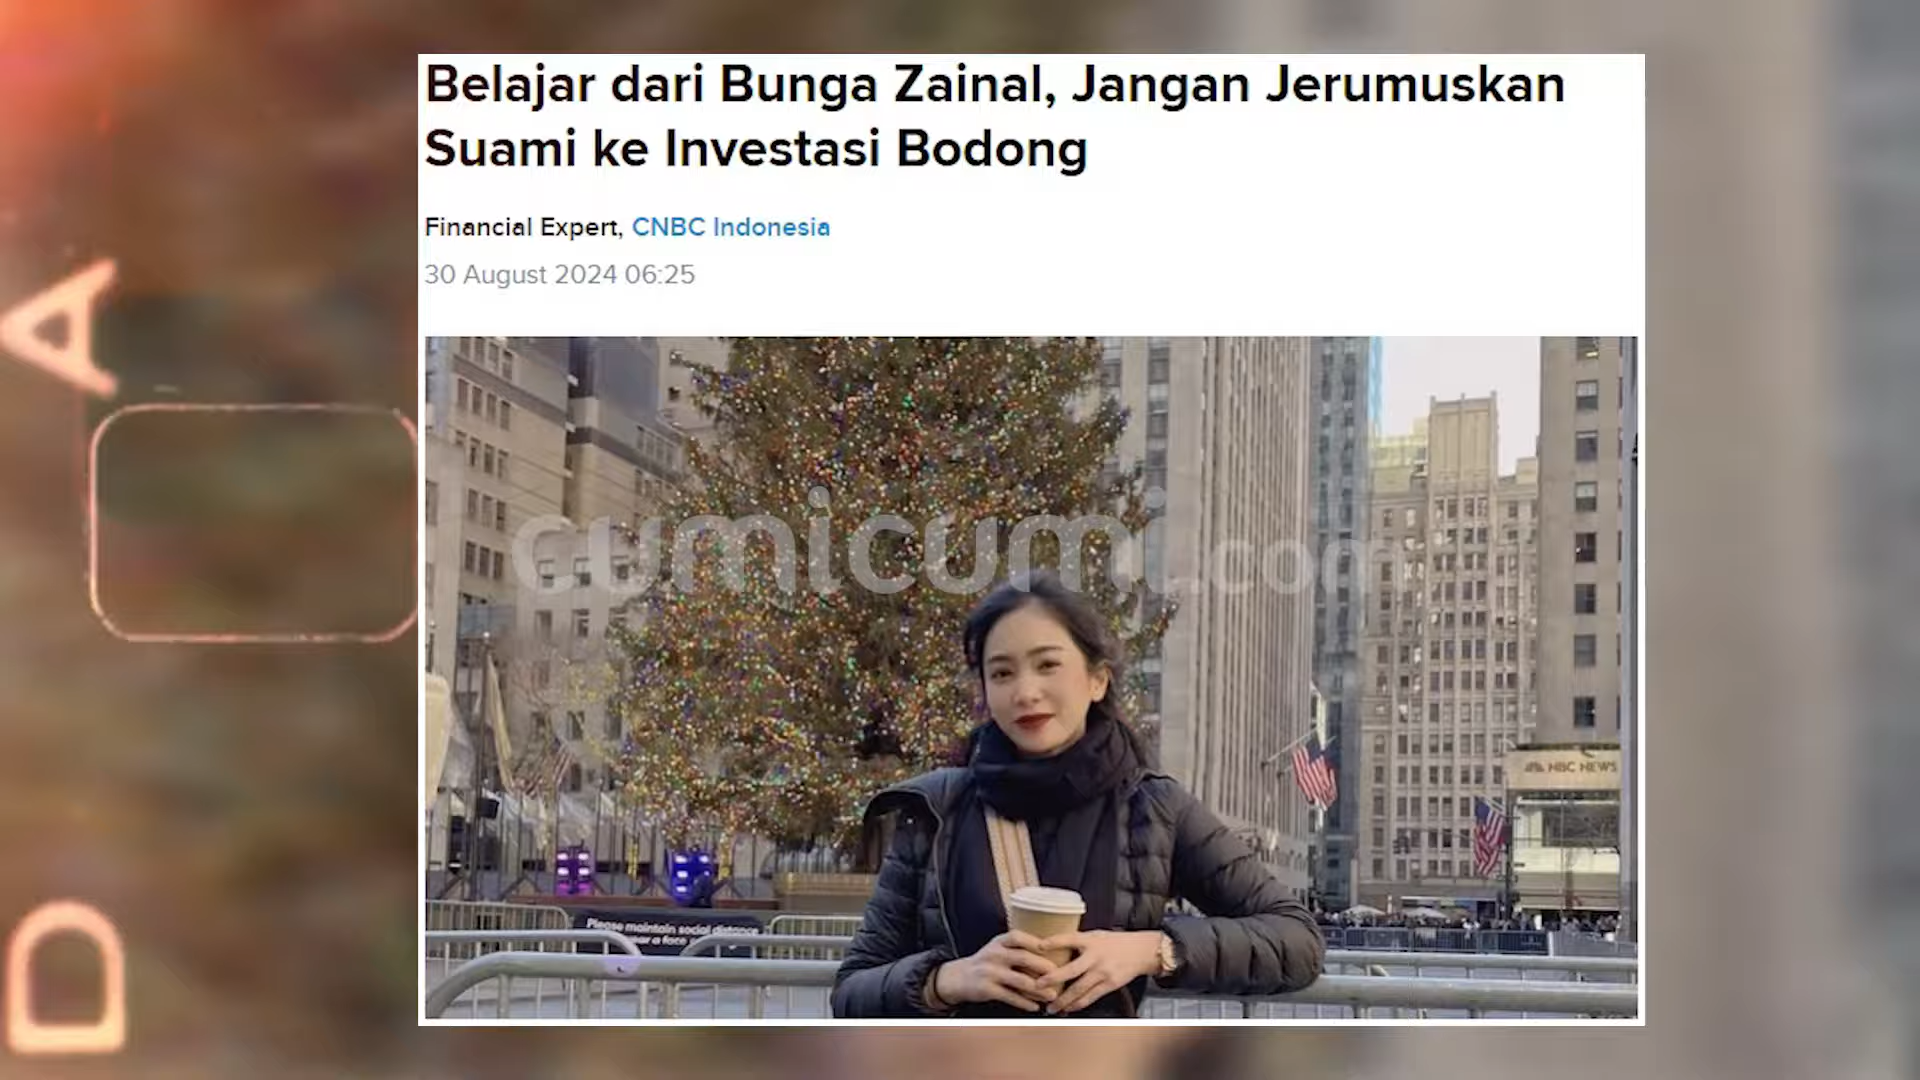 Belajar dari Bunga Zainal, Jangan Jerumuskan
Suami ke Investasi Bodong
Financial Expert, CNBC Indonesia
30 August 2024 06:25
cumicumi.com
NBC NEWS
Please maintain social distance
A
D